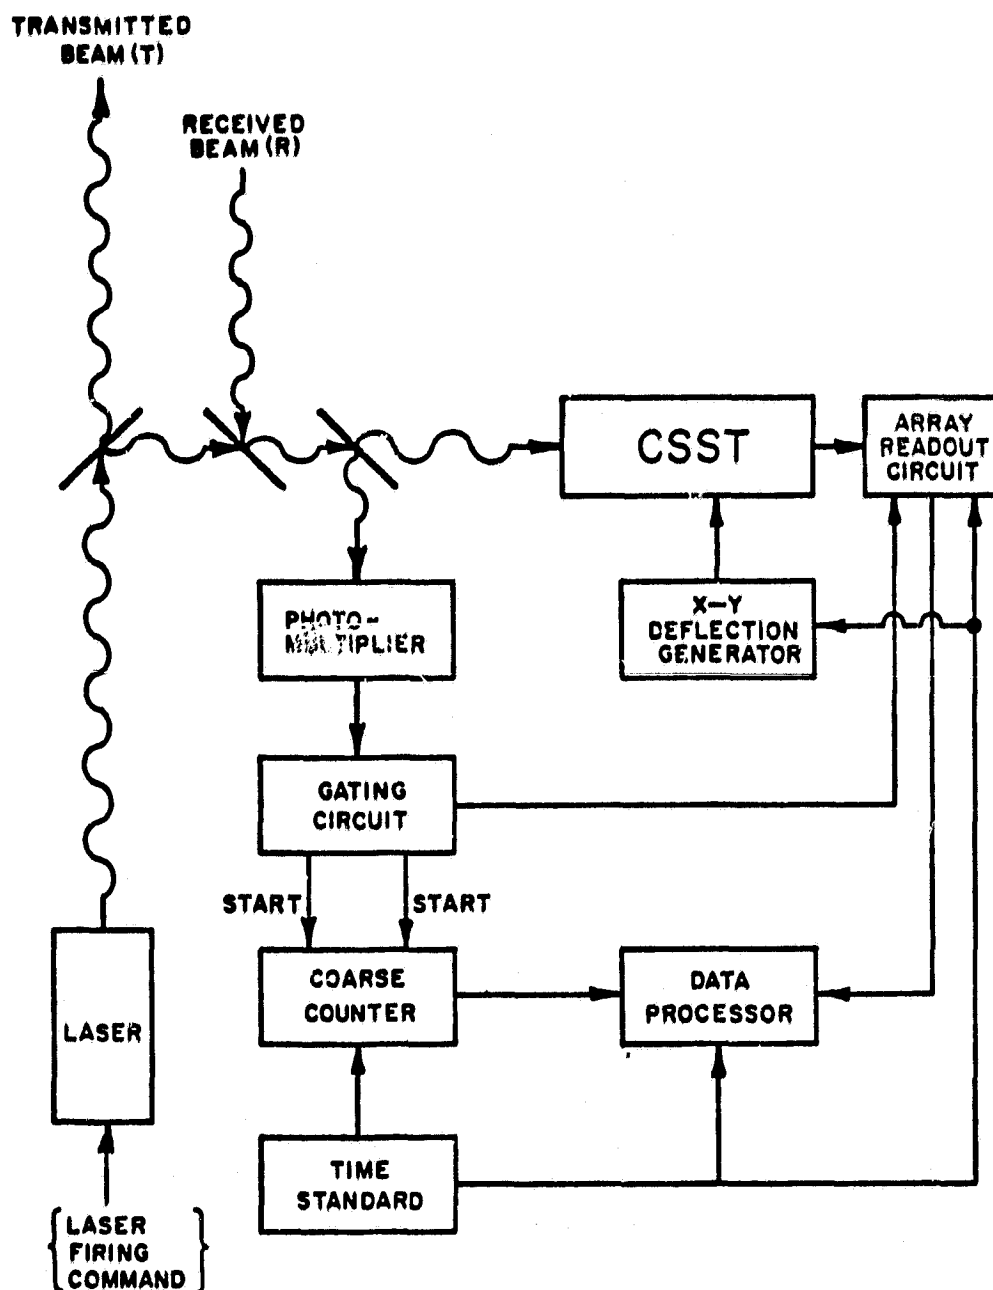 TRANSMITTED
BEAM (T)
RECEIVED
BEAM (R)
CSST
ARRAY
READOUT
CIRCUIT
PHOTO-
MULTIPLIER
X-Y
DEFLECTION
GENERATOR
GATING
CIRCUIT
START
START
COARSE
COUNTER
DATA
PROCESSOR
LASER
TIME
STANDARD
LASER
FIRING
COMMAND